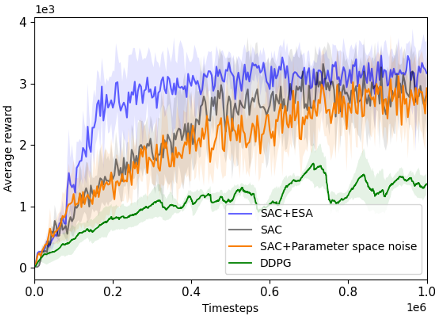 1e3
4
3
2
1
0
Average reward
SAC+ESA
SAC
SAC+Parameter space noise
DDPG
0.0 0.2 0.4 0.6 0.8 1.0
Timesteps
1e6